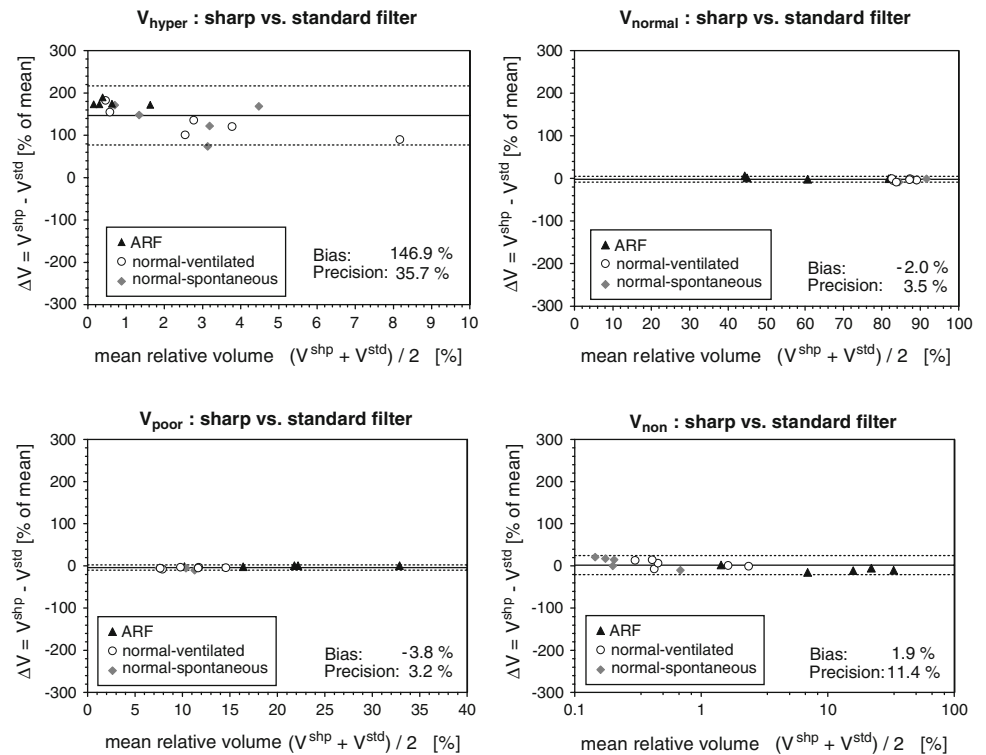 V_hyper : sharp vs. standard filter
ΔV = V^shp - V^std [% of mean]
300
200
100
0
-100
-200
-300
ARF
normal-ventilated
normal-spontaneous
Bias: 146.9 %
Precision: 35.7 %
0 1 2 3 4 5 6 7 8 9 10
mean relative volume (V^shp + V^std) / 2 [%]
V_normal : sharp vs. standard filter
ΔV = V^shp - V^std [% of mean]
300
200
100
0
-100
-200
-300
ARF
normal-ventilated
normal-spontaneous
Bias: -2.0 %
Precision: 3.5 %
0 10 20 30 40 50 60 70 80 90 100
mean relative volume (V^shp + V^std) / 2 [%]
V_poor : sharp vs. standard filter
ΔV = V^shp - V^std [% of mean]
300
200
100
0
-100
-200
-300
ARF
normal-ventilated
normal-spontaneous
Bias: -3.8 %
Precision: 3.2 %
0 5 10 15 20 25 30 35 40
mean relative volume (V^shp + V^std) / 2 [%]
V_non : sharp vs. standard filter
ΔV = V^shp - V^std [% of mean]
300
200
100
0
-100
-200
-300
ARF
normal-ventilated
normal-spontaneous
Bias: 1.9 %
Precision: 11.4 %
0.1 1 10 100
mean relative volume (V^shp + V^std) / 2 [%]